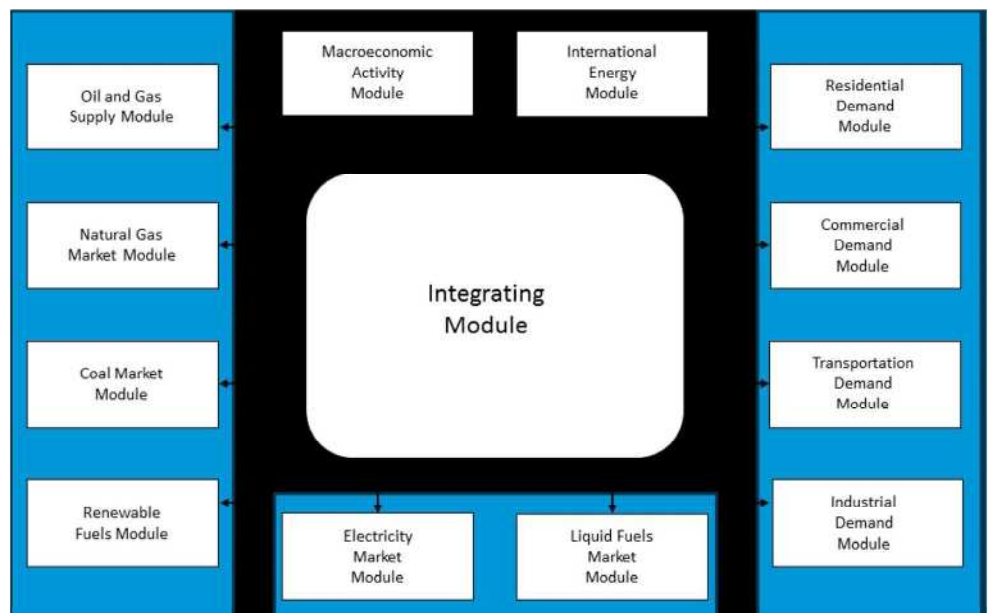 Macroeconomic
Activity
Module
International
Energy
Module
Oil and Gas
Supply Module
Residential
Demand
Module
Natural Gas
Market Module
Commercial
Demand
Module
Integrating
Module
Coal Market
Module
Transportation
Demand
Module
Renewable
Fuels Module
Electricity
Market
Module
Liquid Fuels
Market
Module
Industrial
Demand
Module